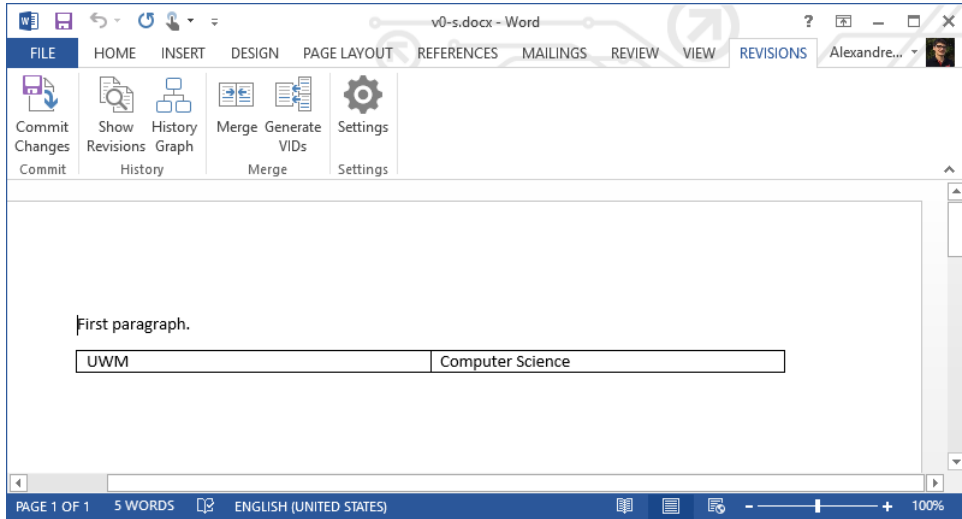 v0-s.docx - Word
FILE HOME INSERT DESIGN PAGE LAYOUT REFERENCES MAILINGS REVIEW VIEW REVISIONS Alexandre...
Commit Changes
Show Revisions
History Graph
Merge
Generate VIDs
Settings
Commit History Merge Settings
First paragraph.
UWM Computer Science
PAGE 1 OF 1 5 WORDS ENGLISH (UNITED STATES) 100%